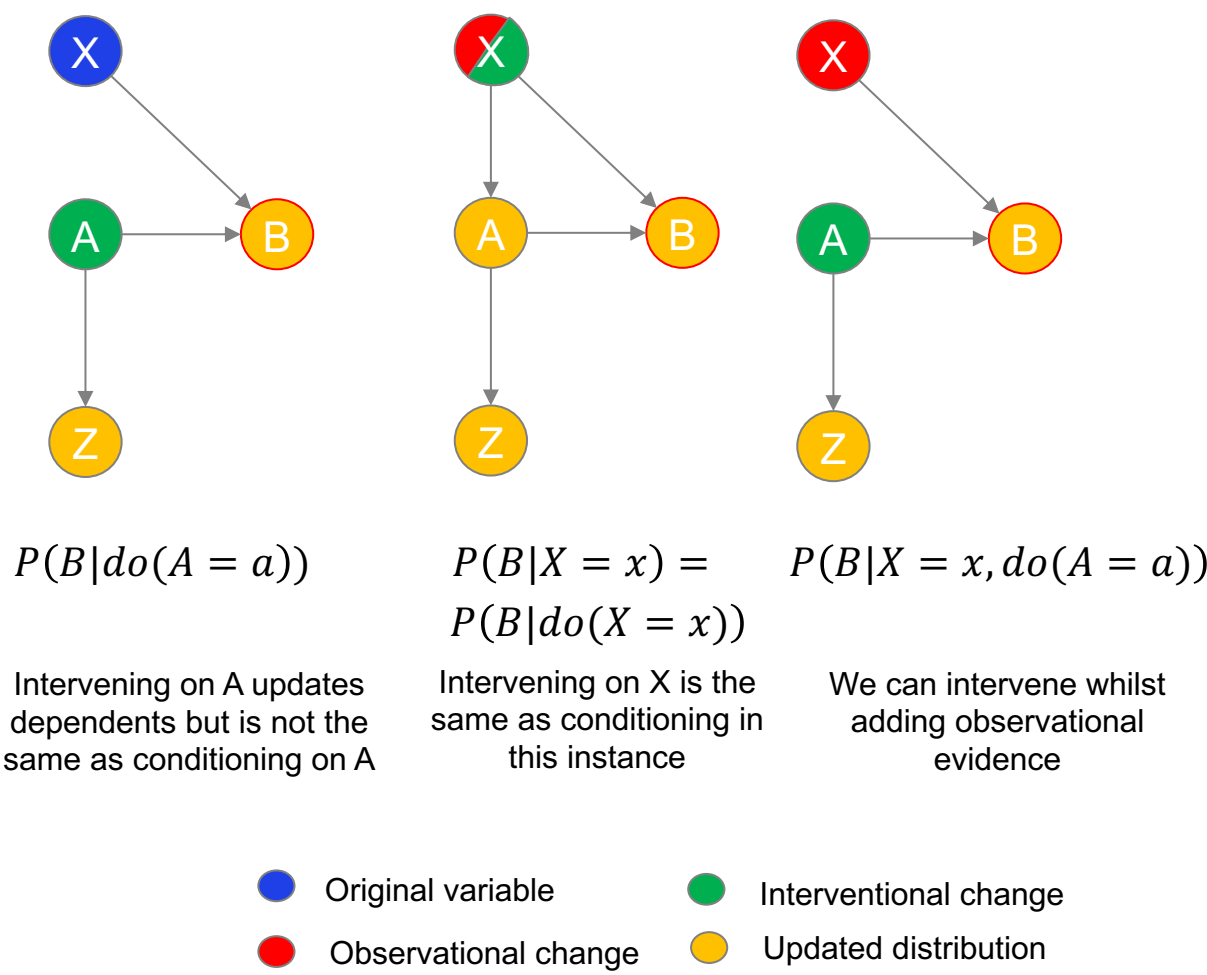 X
A
B
Z
X
A
B
Z
X
A
B
Z
P(B|do(A = a))
P(B|X = x) =
P(B|do(X = x))
P(B|X = x, do(A = a))
Intervening on A updates
dependents but is not the
same as conditioning on A
Intervening on X is the
same as conditioning in
this instance
We can intervene whilst
adding observational
evidence
Original variable
Interventional change
Observational change
Updated distribution